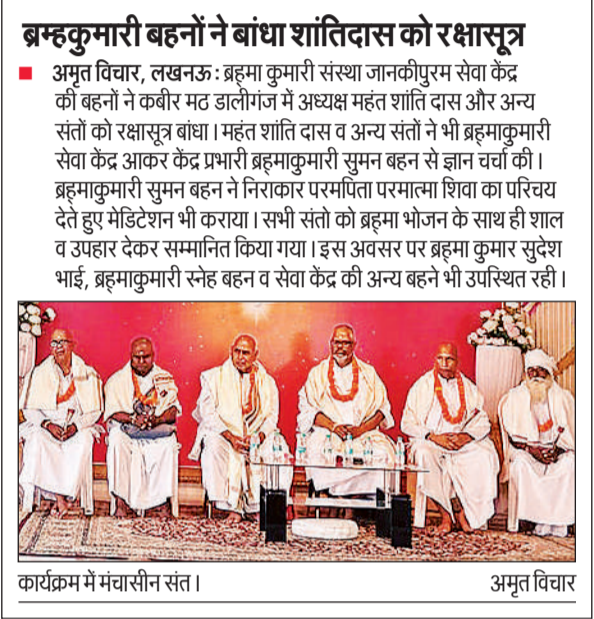 ब्रम्हकुमारी बहनों ने बांधा शांतिदास को रक्षासूत्र
अमृत विचार, लखनऊ : ब्रह्मा कुमारी संस्था जानकीपुरम सेवा केंद्र
की बहनों ने कबीर मठ डालीगंज में अध्यक्ष महंत शांति दास और अन्य
संतों को रक्षासूत्र बांधा । महंत शांति दास व अन्य संतों ने भी ब्रह्माकुमारी
सेवा केंद्र आकर केंद्र प्रभारी ब्रह्माकुमारी सुमन बहन से ज्ञान चर्चा की ।
ब्रह्माकुमारी सुमन बहन ने निराकार परमपिता परमात्मा शिवा का परिचय
देते हुए मेडिटेशन भी कराया । सभी संतो को ब्रह्मा भोजन के साथ ही शाल
व उपहार देकर सम्मानित किया गया । इस अवसर पर ब्रह्मा कुमार सुदेश
भाई, ब्रह्माकुमारी स्नेह बहन व सेवा केंद्र की अन्य बहने भी उपस्थित रही ।
कार्यक्रम में मंचासीन संत ।
अमृत विचार